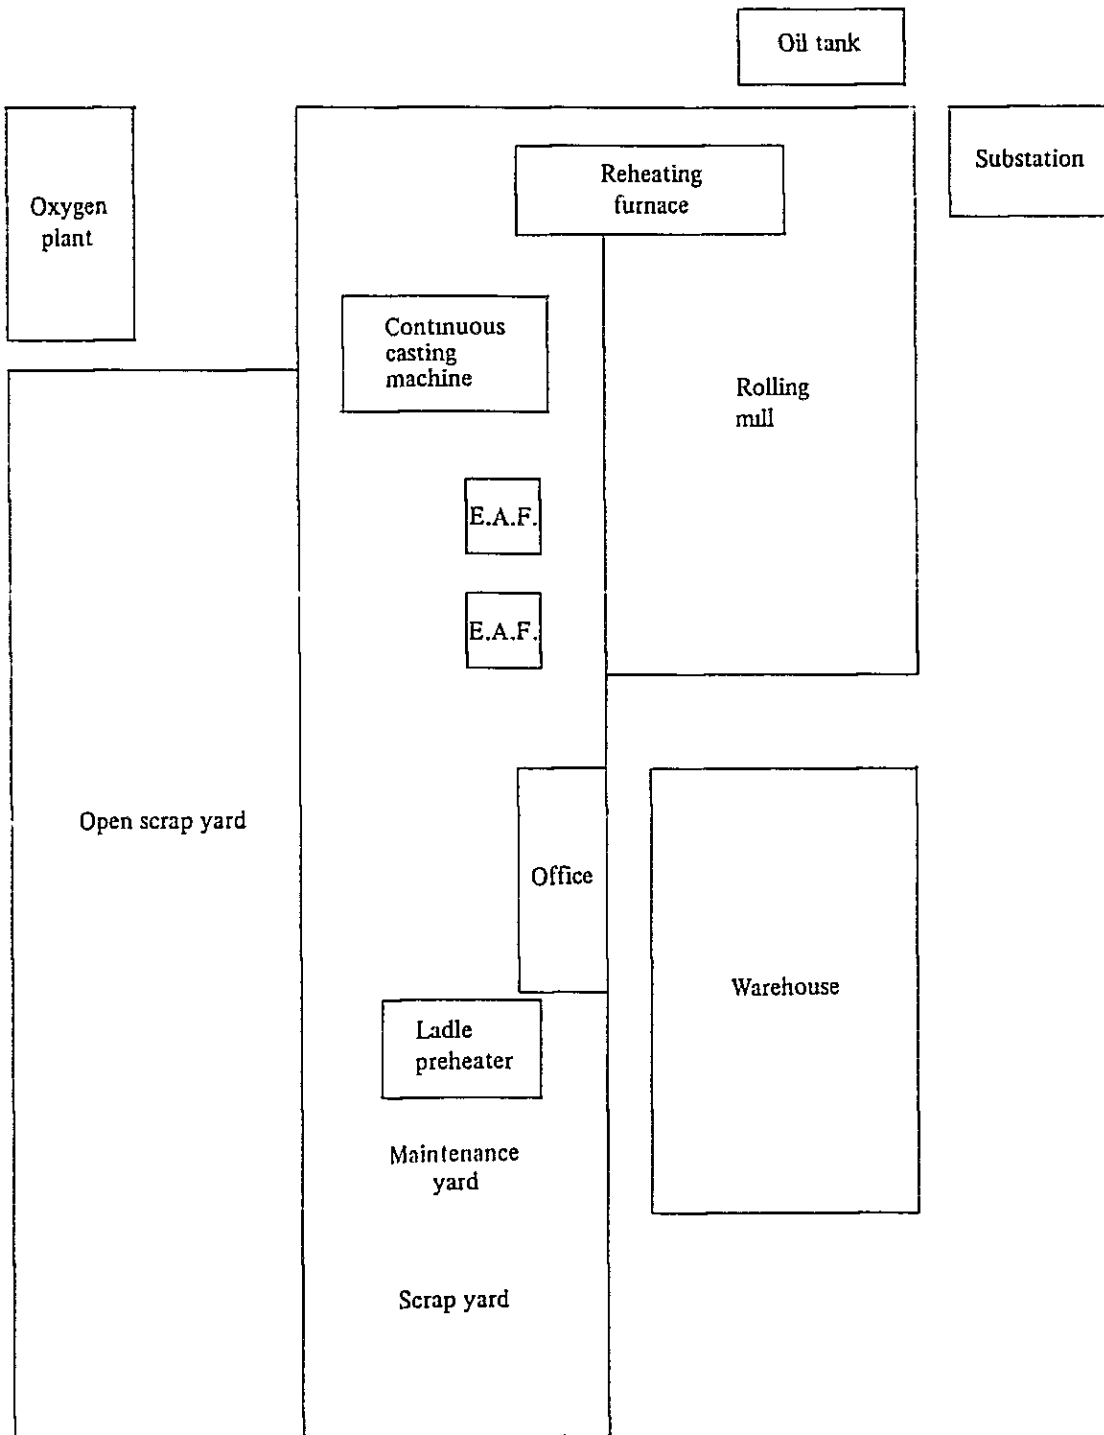 Oil tank
Substation
Reheating
furnace
Oxygen
plant
Continuous
casting
machine
Rolling
mill
E.A.F.
E.A.F.
Open scrap yard
Office
Warehouse
Ladle
preheater
Maintenance
yard
Scrap yard